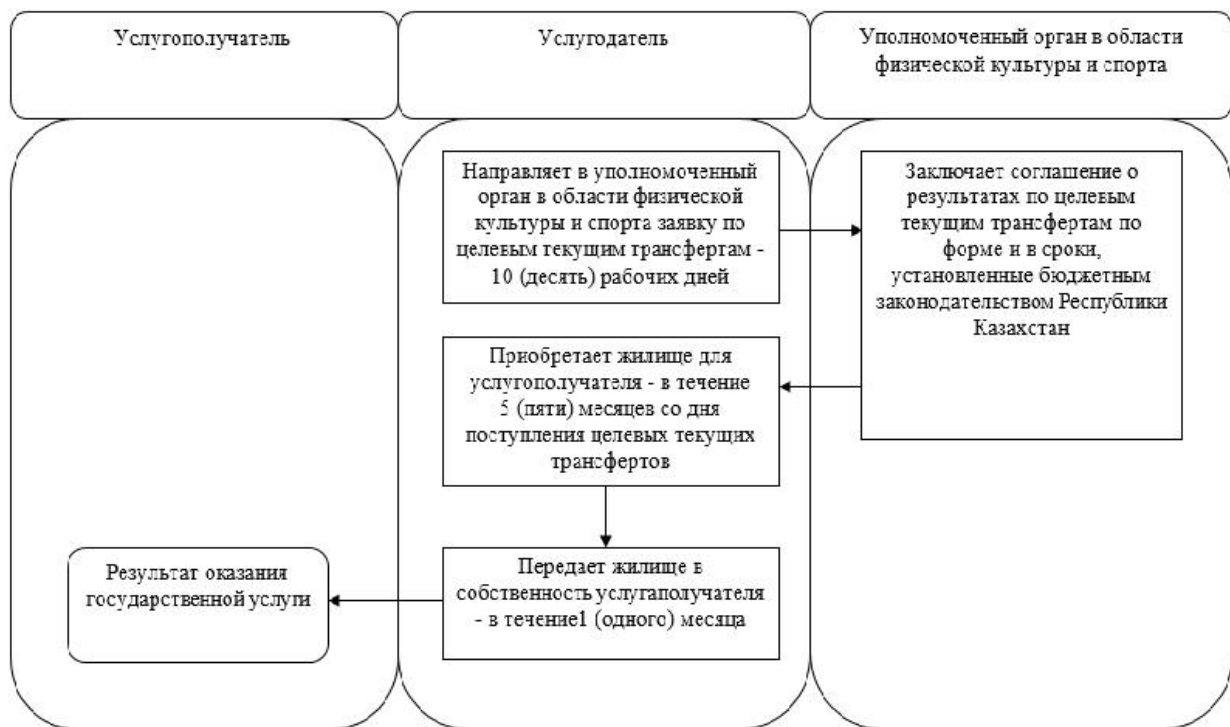 Услугополучатель
Услугодатель
Уполномоченный орган в области
физической культуры и спорта
Направляет в уполномоченный
орган в области физической
культуры и спорта заявку по
целевым текущим трансфертам -
10 (десять) рабочих дней
Заключает соглашение о
результатах по целевым
текущим трансфертам по
форме и в сроки,
установленные бюджетным
законодательством Республики
Казахстан
Приобретает жилище для
услугополучателя - в течение
5 (пяти) месяцев со дня
поступления целевых текущих
трансфертов
Передает жилище в
собственность услугаполучателя
- в течение1 (одного) месяца
Результат оказания
государственной услуги